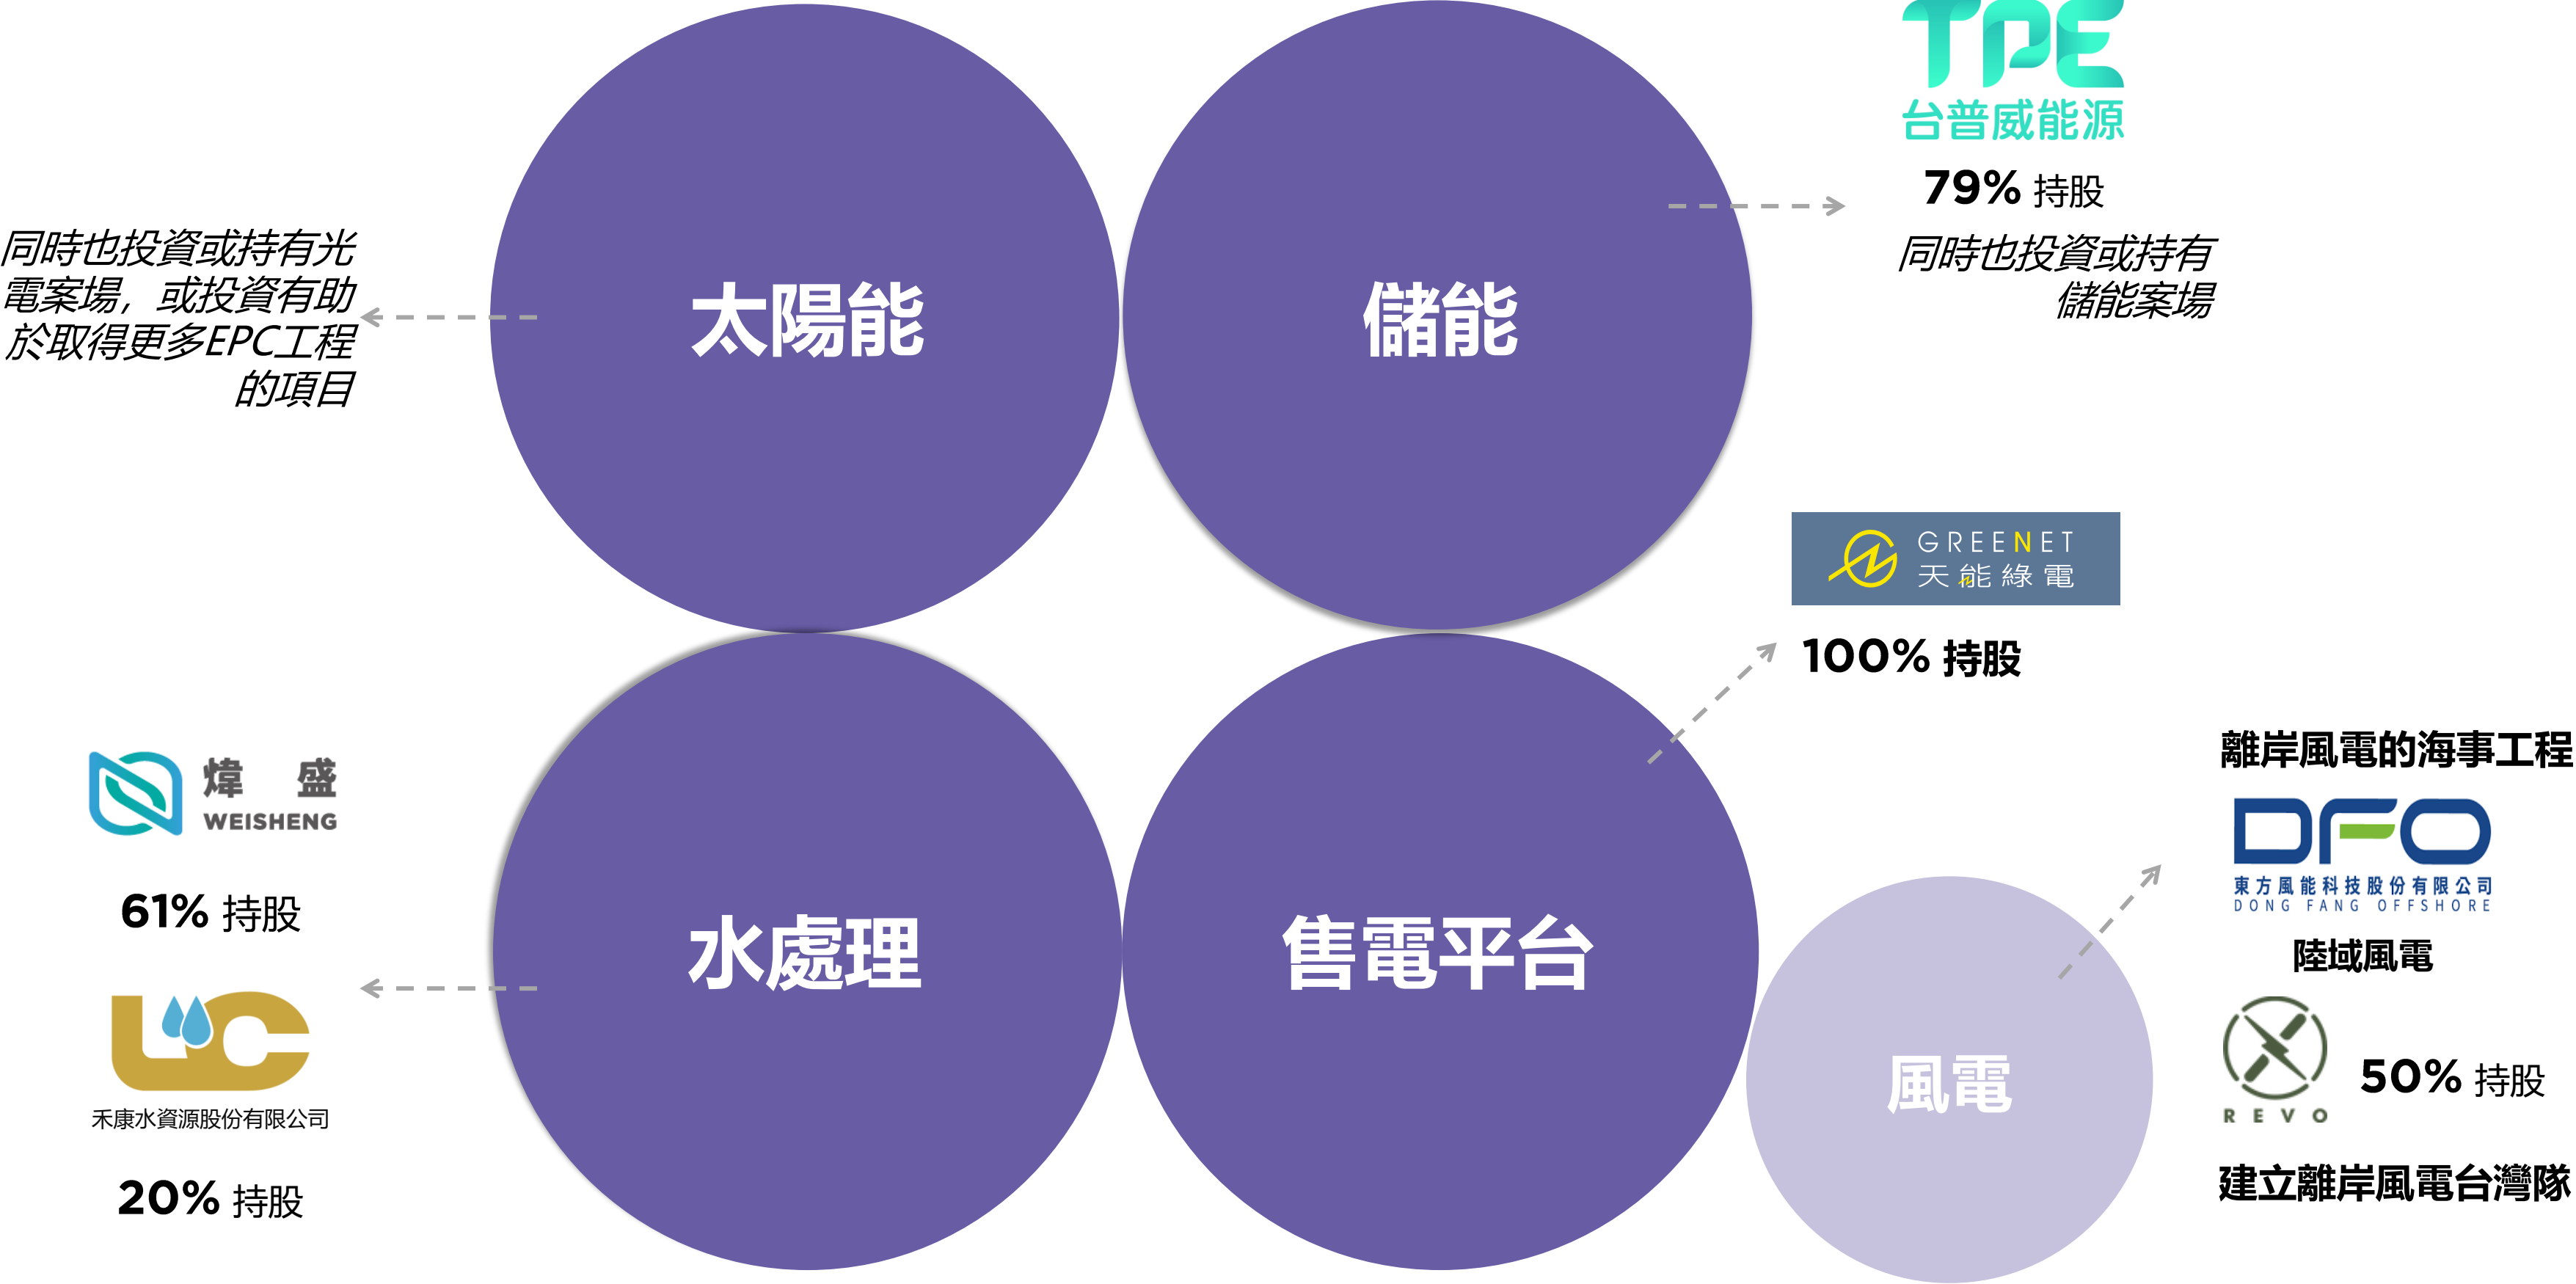 太陽能
同時也投資或持有光
電案場，或投資有助
於取得更多EPC工程
的項目
儲能
TPE
台普威能源
79% 持股
同時也投資或持有
儲能案場
水處理
煒盛
WEISHENG
61% 持股
LC
禾康水資源股份有限公司
20% 持股
售電平台
GREENET
天能綠電
100% 持股
風電
離岸風電的海事工程
DFO
東方風能科技股份有限公司
DONG FANG OFFSHORE
陸域風電
REVO
50% 持股
建立離岸風電台灣隊